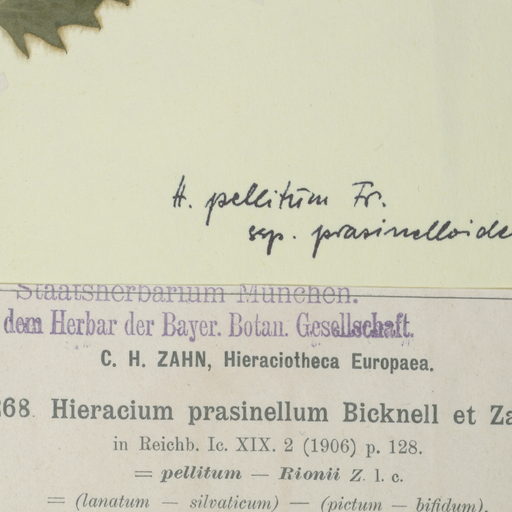 H. pellitum Fr.
ssp. prasinelloide
Staatsherbarium München.
dem Herbar der Bayer. Botan. Gesellschaft.
C. H. ZAHN, Hieraciotheca Europaea.
268. Hieracium prasinellum Bicknell et Za
in Reichb. Ic. XIX. 2 (1906) p. 128.
= pellitum — Rionii Z. l. c.
= (lanatum — silvaticum) — (pictum — bifidum).